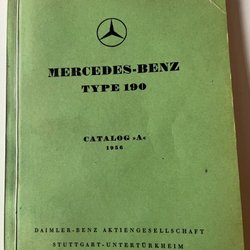 MERCEDES-BENZ
TYPE 190
CATALOG »A«
1956
DAIMLER-BENZ AKTIENGESELLSCHAFT
STUTTGART-UNTERTÜRKHEIM